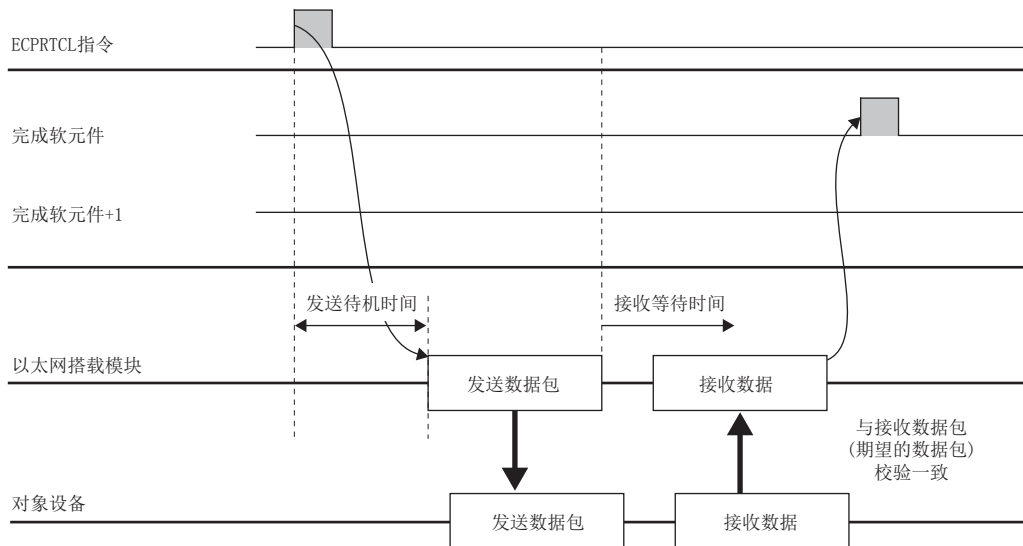 ECPRTCL指令
完成软元件
完成软元件+1
发送待机时间
接收等待时间
以太网搭载模块
发送数据包
接收数据
与接收数据包
(期望的数据包)
校验一致
对象设备
发送数据包
接收数据